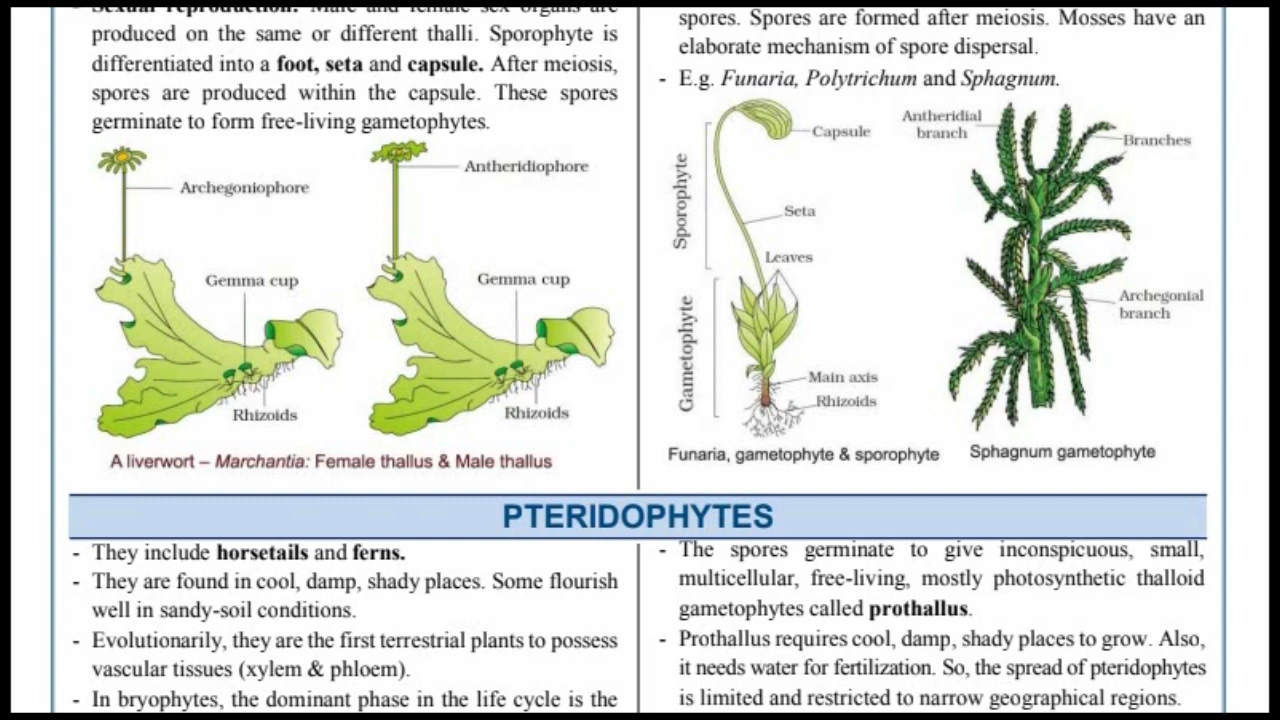 Sexual reproduction: Male and female sex organs are
produced on the same or different thalli. Sporophyte is
differentiated into a foot, seta and capsule. After meiosis,
spores are produced within the capsule. These spores
germinate to form free-living gametophytes.
Archegoniophore
Gemma cup
Rhizoids
Antheridiophore
Gemma cup
Rhizoids
A liverwort – Marchantia: Female thallus & Male thallus
spores. Spores are formed after meiosis. Mosses have an
elaborate mechanism of spore dispersal.
- E.g. Funaria, Polytrichum and Sphagnum.
Sporophyte
Gametophyte
Capsule
Seta
Leaves
Main axis
Rhizoids
Funaria, gametophyte & sporophyte
Antheridial
branch
Branches
Archegonial
branch
Sphagnum gametophyte
PTERIDOPHYTES
- They include horsetails and ferns.
- They are found in cool, damp, shady places. Some flourish
well in sandy-soil conditions.
- Evolutionarily, they are the first terrestrial plants to possess
vascular tissues (xylem & phloem).
- In bryophytes, the dominant phase in the life cycle is the
- The spores germinate to give inconspicuous, small,
multicellular, free-living, mostly photosynthetic thalloid
gametophytes called prothallus.
- Prothallus requires cool, damp, shady places to grow. Also,
it needs water for fertilization. So, the spread of pteridophytes
is limited and restricted to narrow geographical regions.